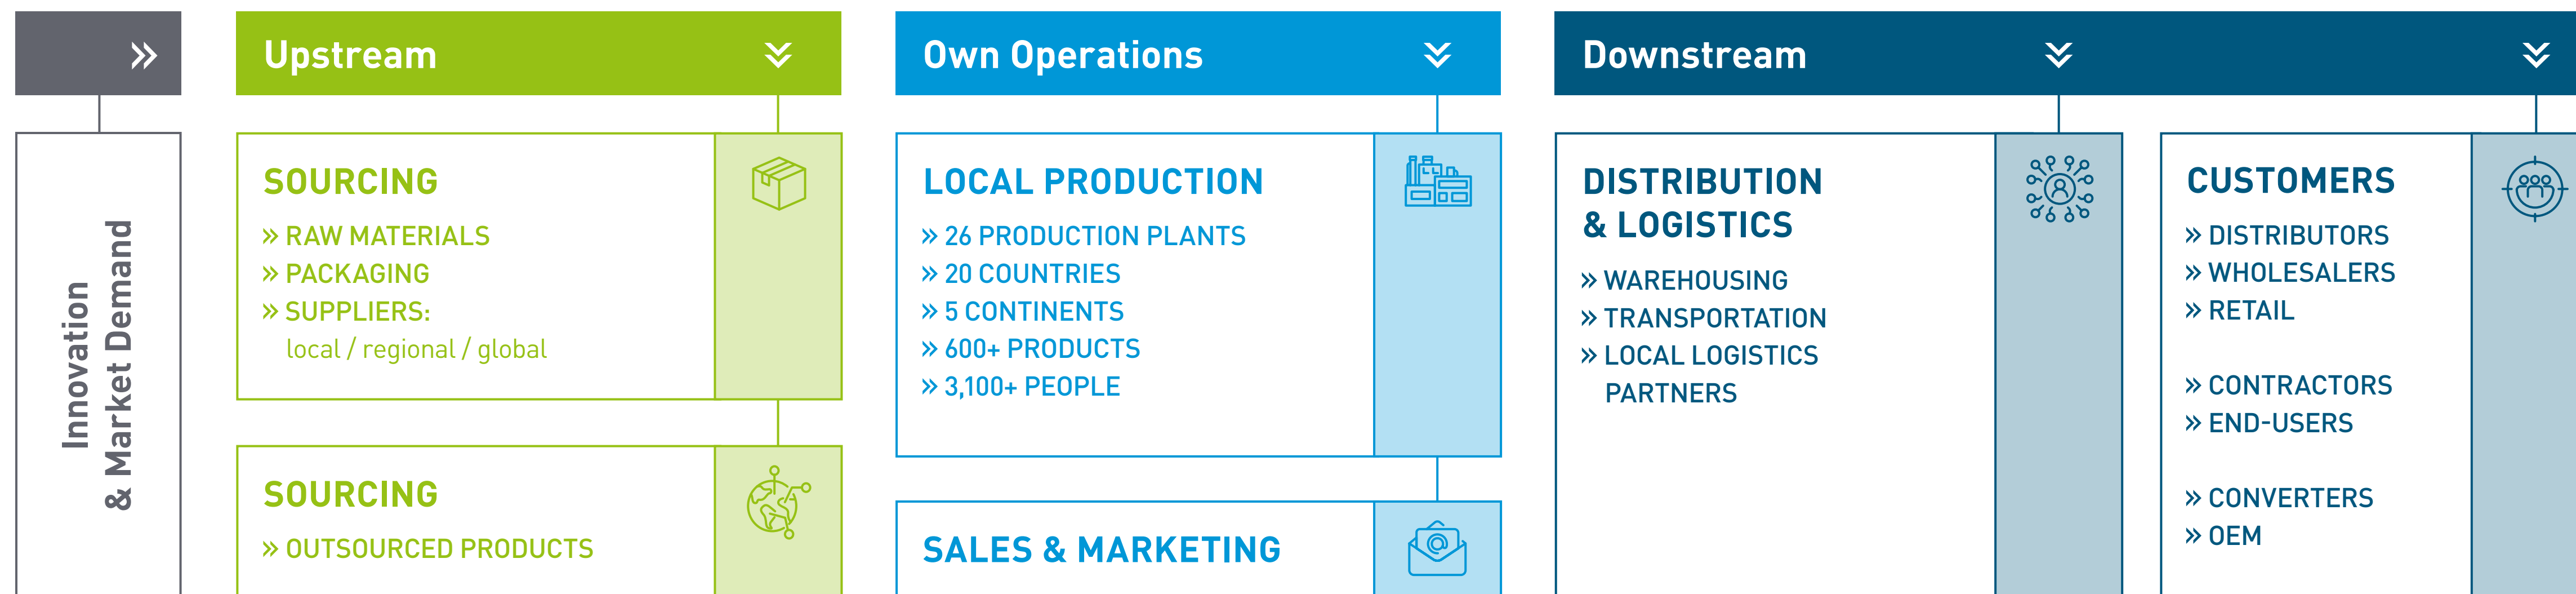 Innovation
& Market Demand
Upstream
SOURCING
» RAW MATERIALS
» PACKAGING
» SUPPLIERS:
local / regional / global
SOURCING
» OUTSOURCED PRODUCTS
Own Operations
LOCAL PRODUCTION
» 26 PRODUCTION PLANTS
» 20 COUNTRIES
» 5 CONTINENTS
» 600+ PRODUCTS
» 3,100+ PEOPLE
SALES & MARKETING
Downstream
DISTRIBUTION
& LOGISTICS
» WAREHOUSING
» TRANSPORTATION
» LOCAL LOGISTICS
PARTNERS
CUSTOMERS
» DISTRIBUTORS
» WHOLESALERS
» RETAIL
» CONTRACTORS
» END-USERS
» CONVERTERS
» OEM